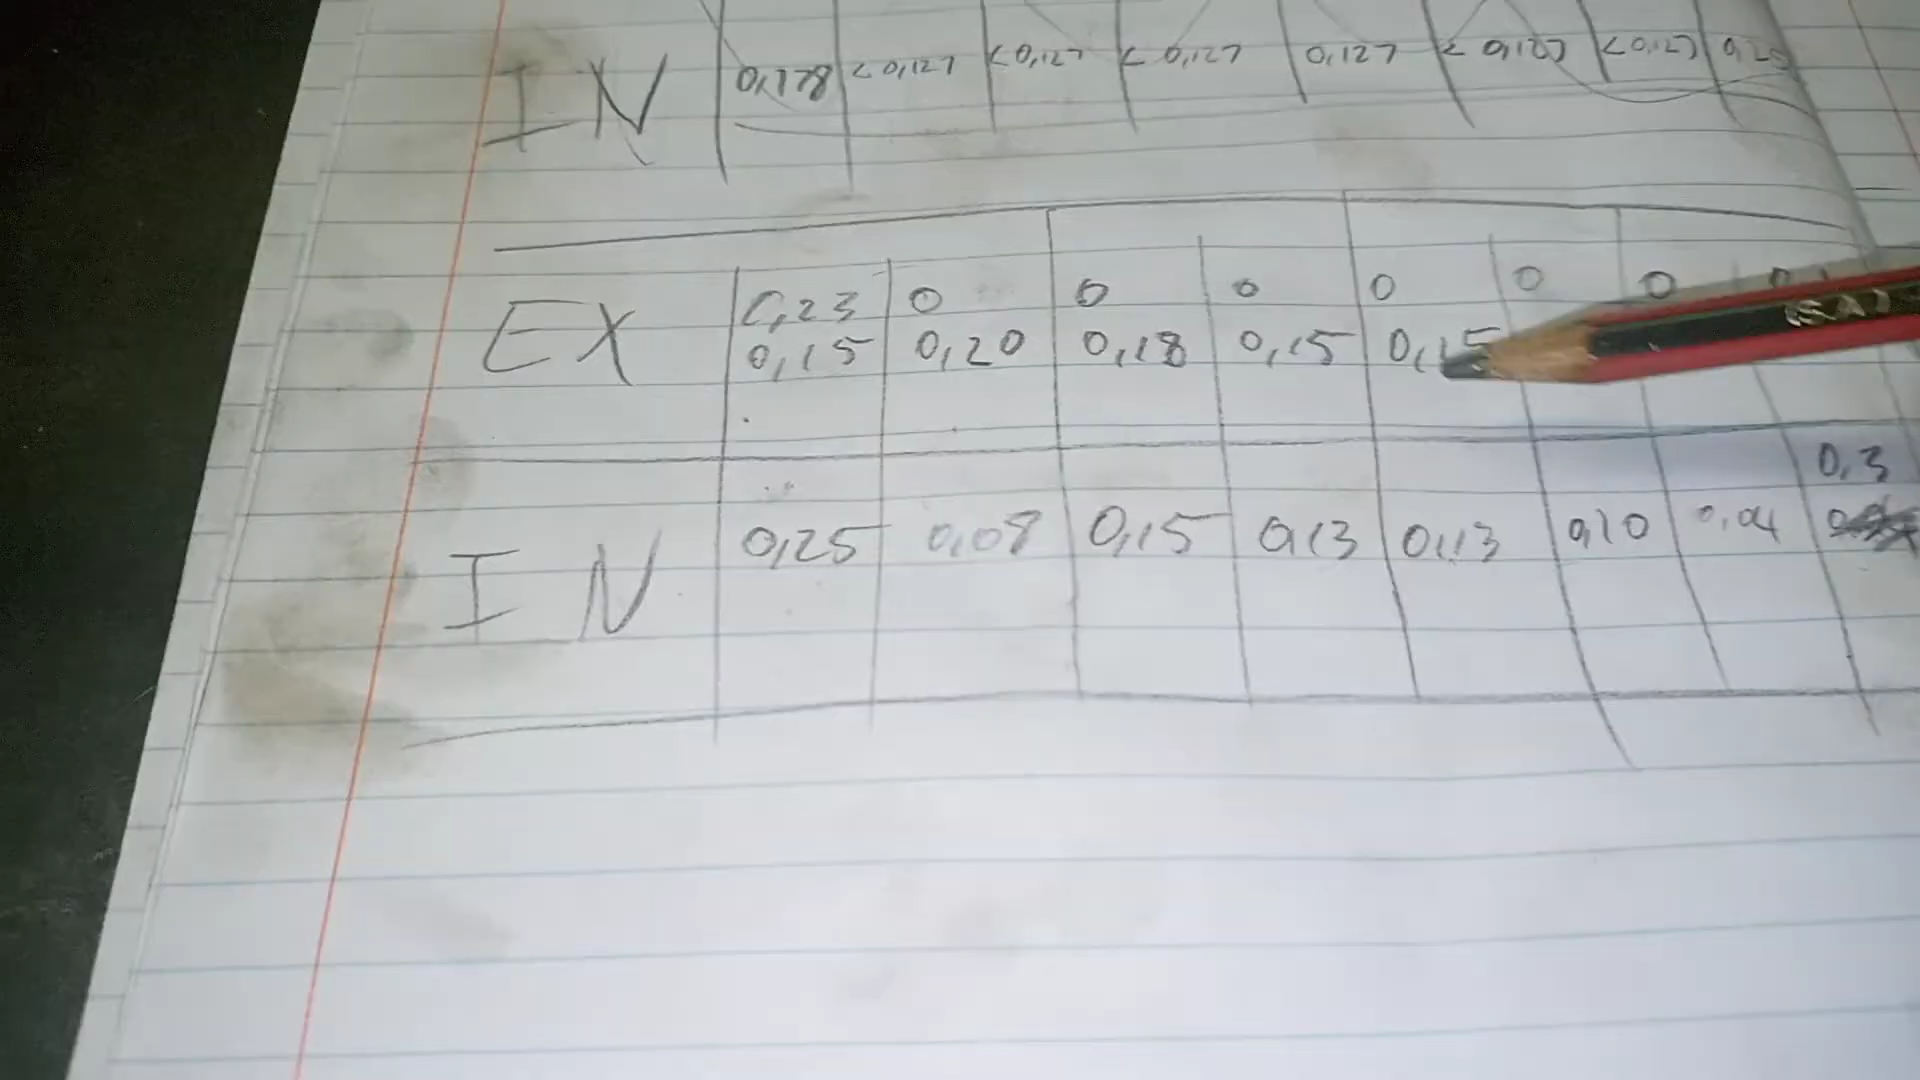 IN 0,178 < 0,127 < 0,127 < 0,127 0,127 < 0,127 < 0,127 0,25
0,23 0 0 0 0 0 0
EX 0,15 0,20 0,18 0,15 0,15
0,3
IN 0,25 0,08 0,15 0,13 0,13 0,10 0,04